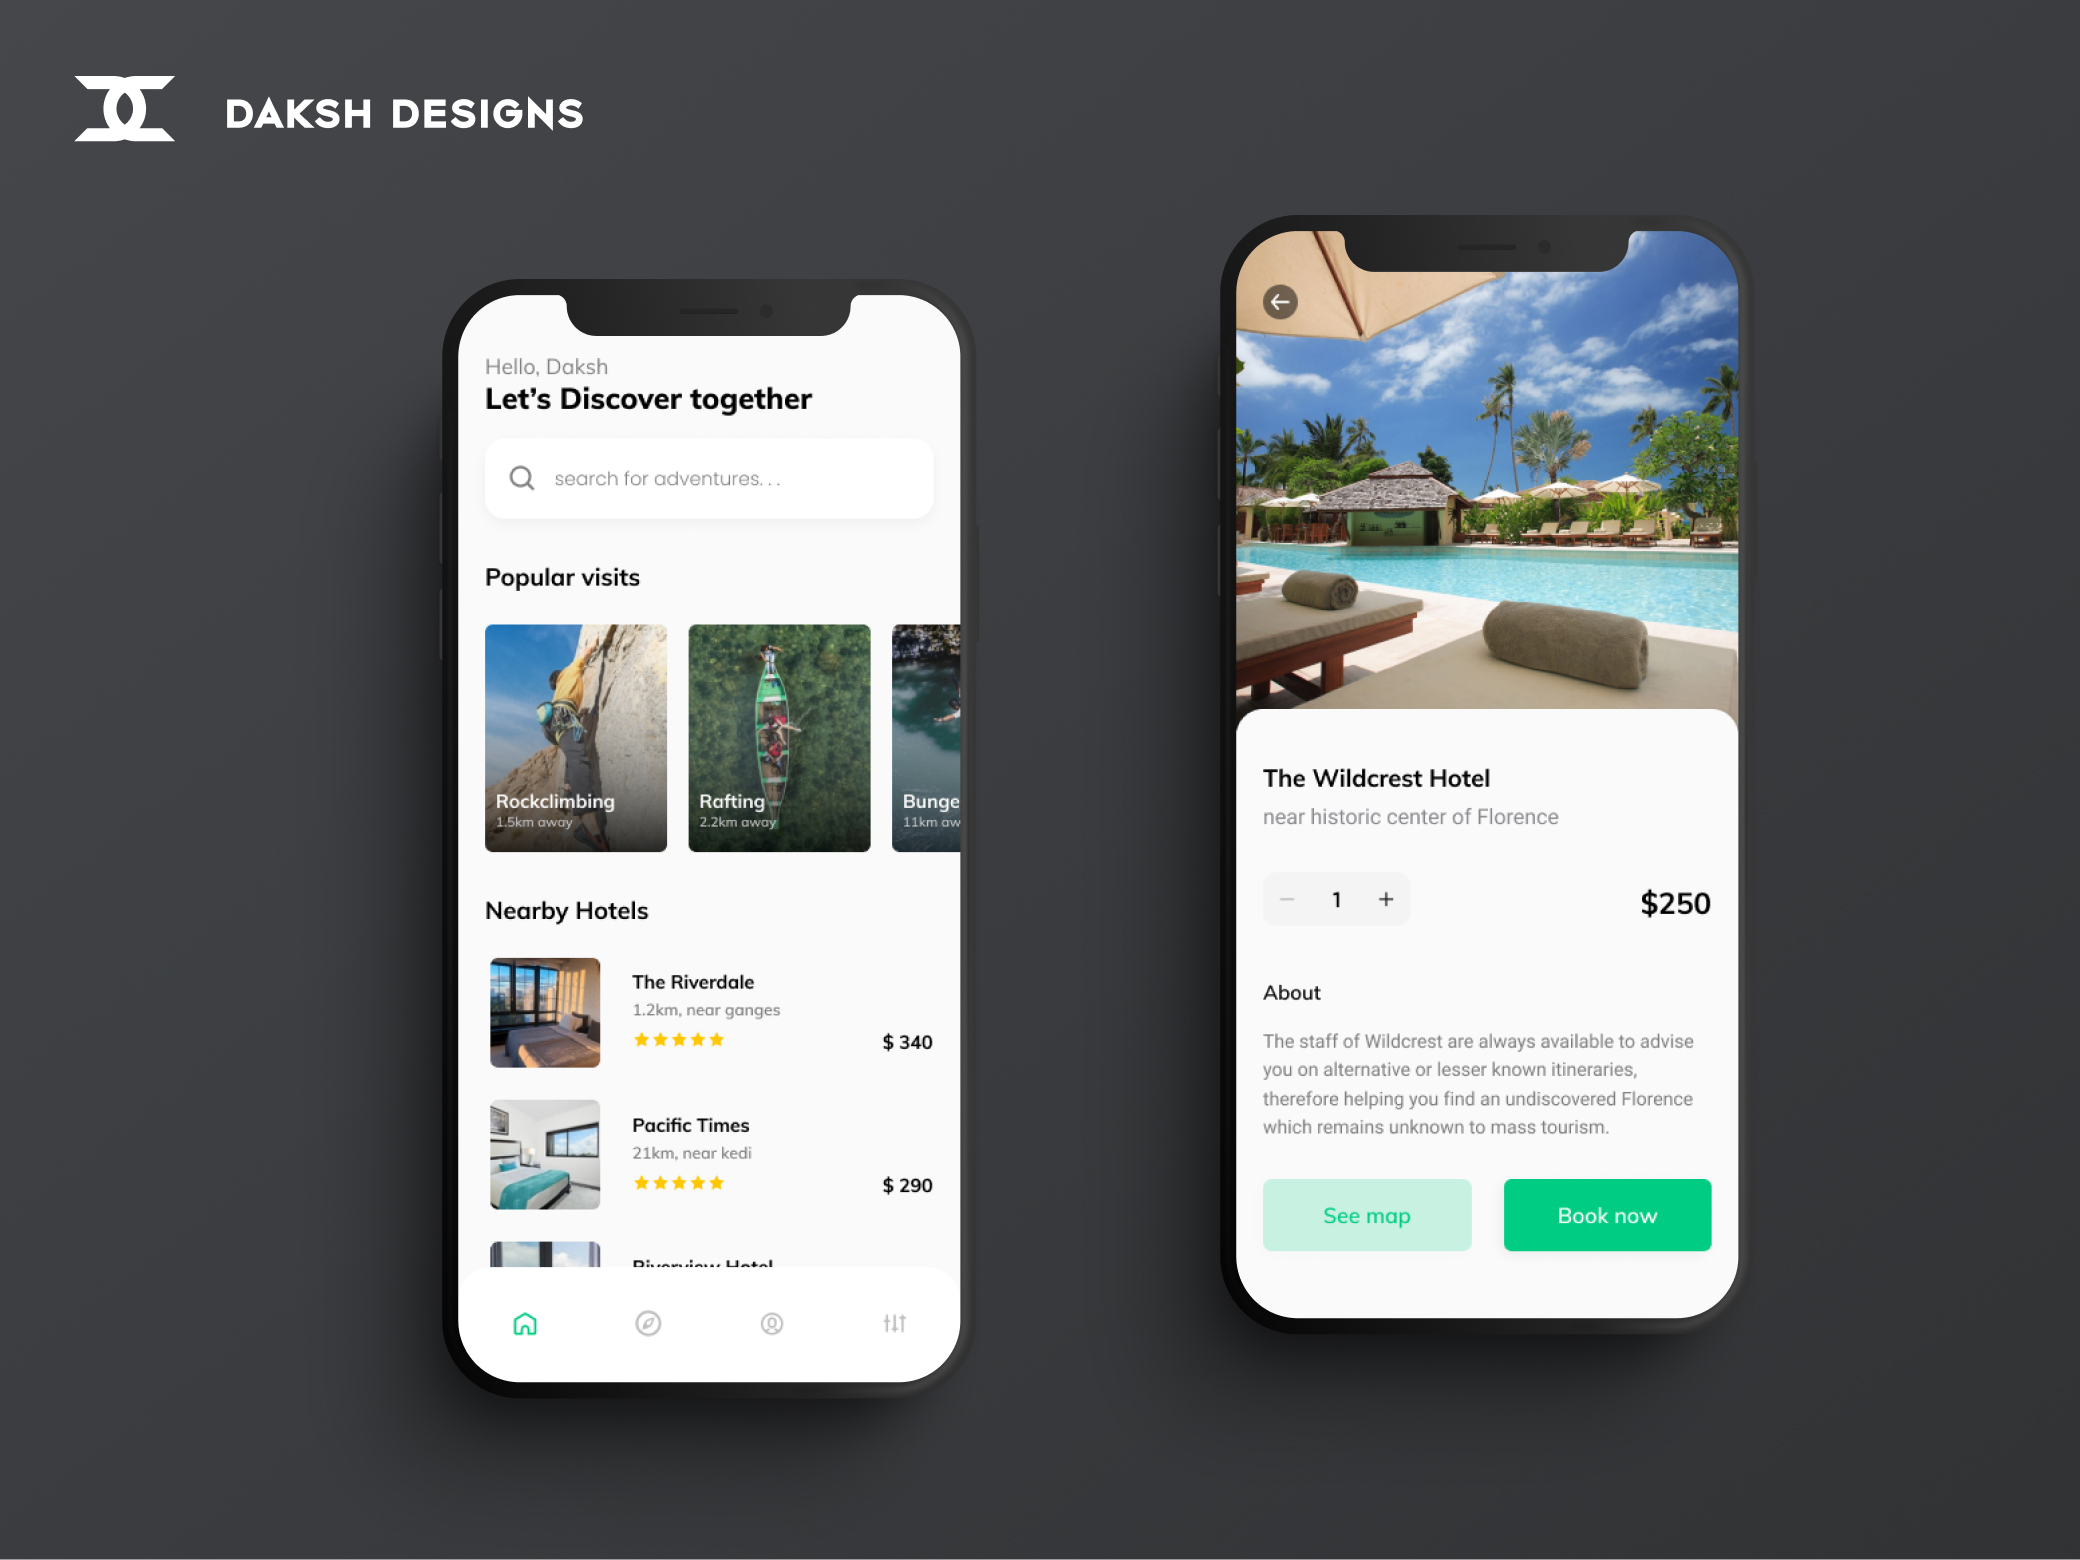 DAKSH DESIGNS
Hello, Daksh
Let's Discover together
search for adventures. . .
Popular visits
Rockclimbing
1.5km away
Rafting
2.2km away
Bunge
11km aw
Nearby Hotels
The Riverdale
1.2km, near ganges
$ 340
Pacific Times
21km, near kedi
$ 290
Riverview Hotel
The Wildcrest Hotel
near historic center of Florence
− 1 +
$250
About
The staff of Wildcrest are always available to advise
you on alternative or lesser known itineraries,
therefore helping you find an undiscovered Florence
which remains unknown to mass tourism.
See map
Book now